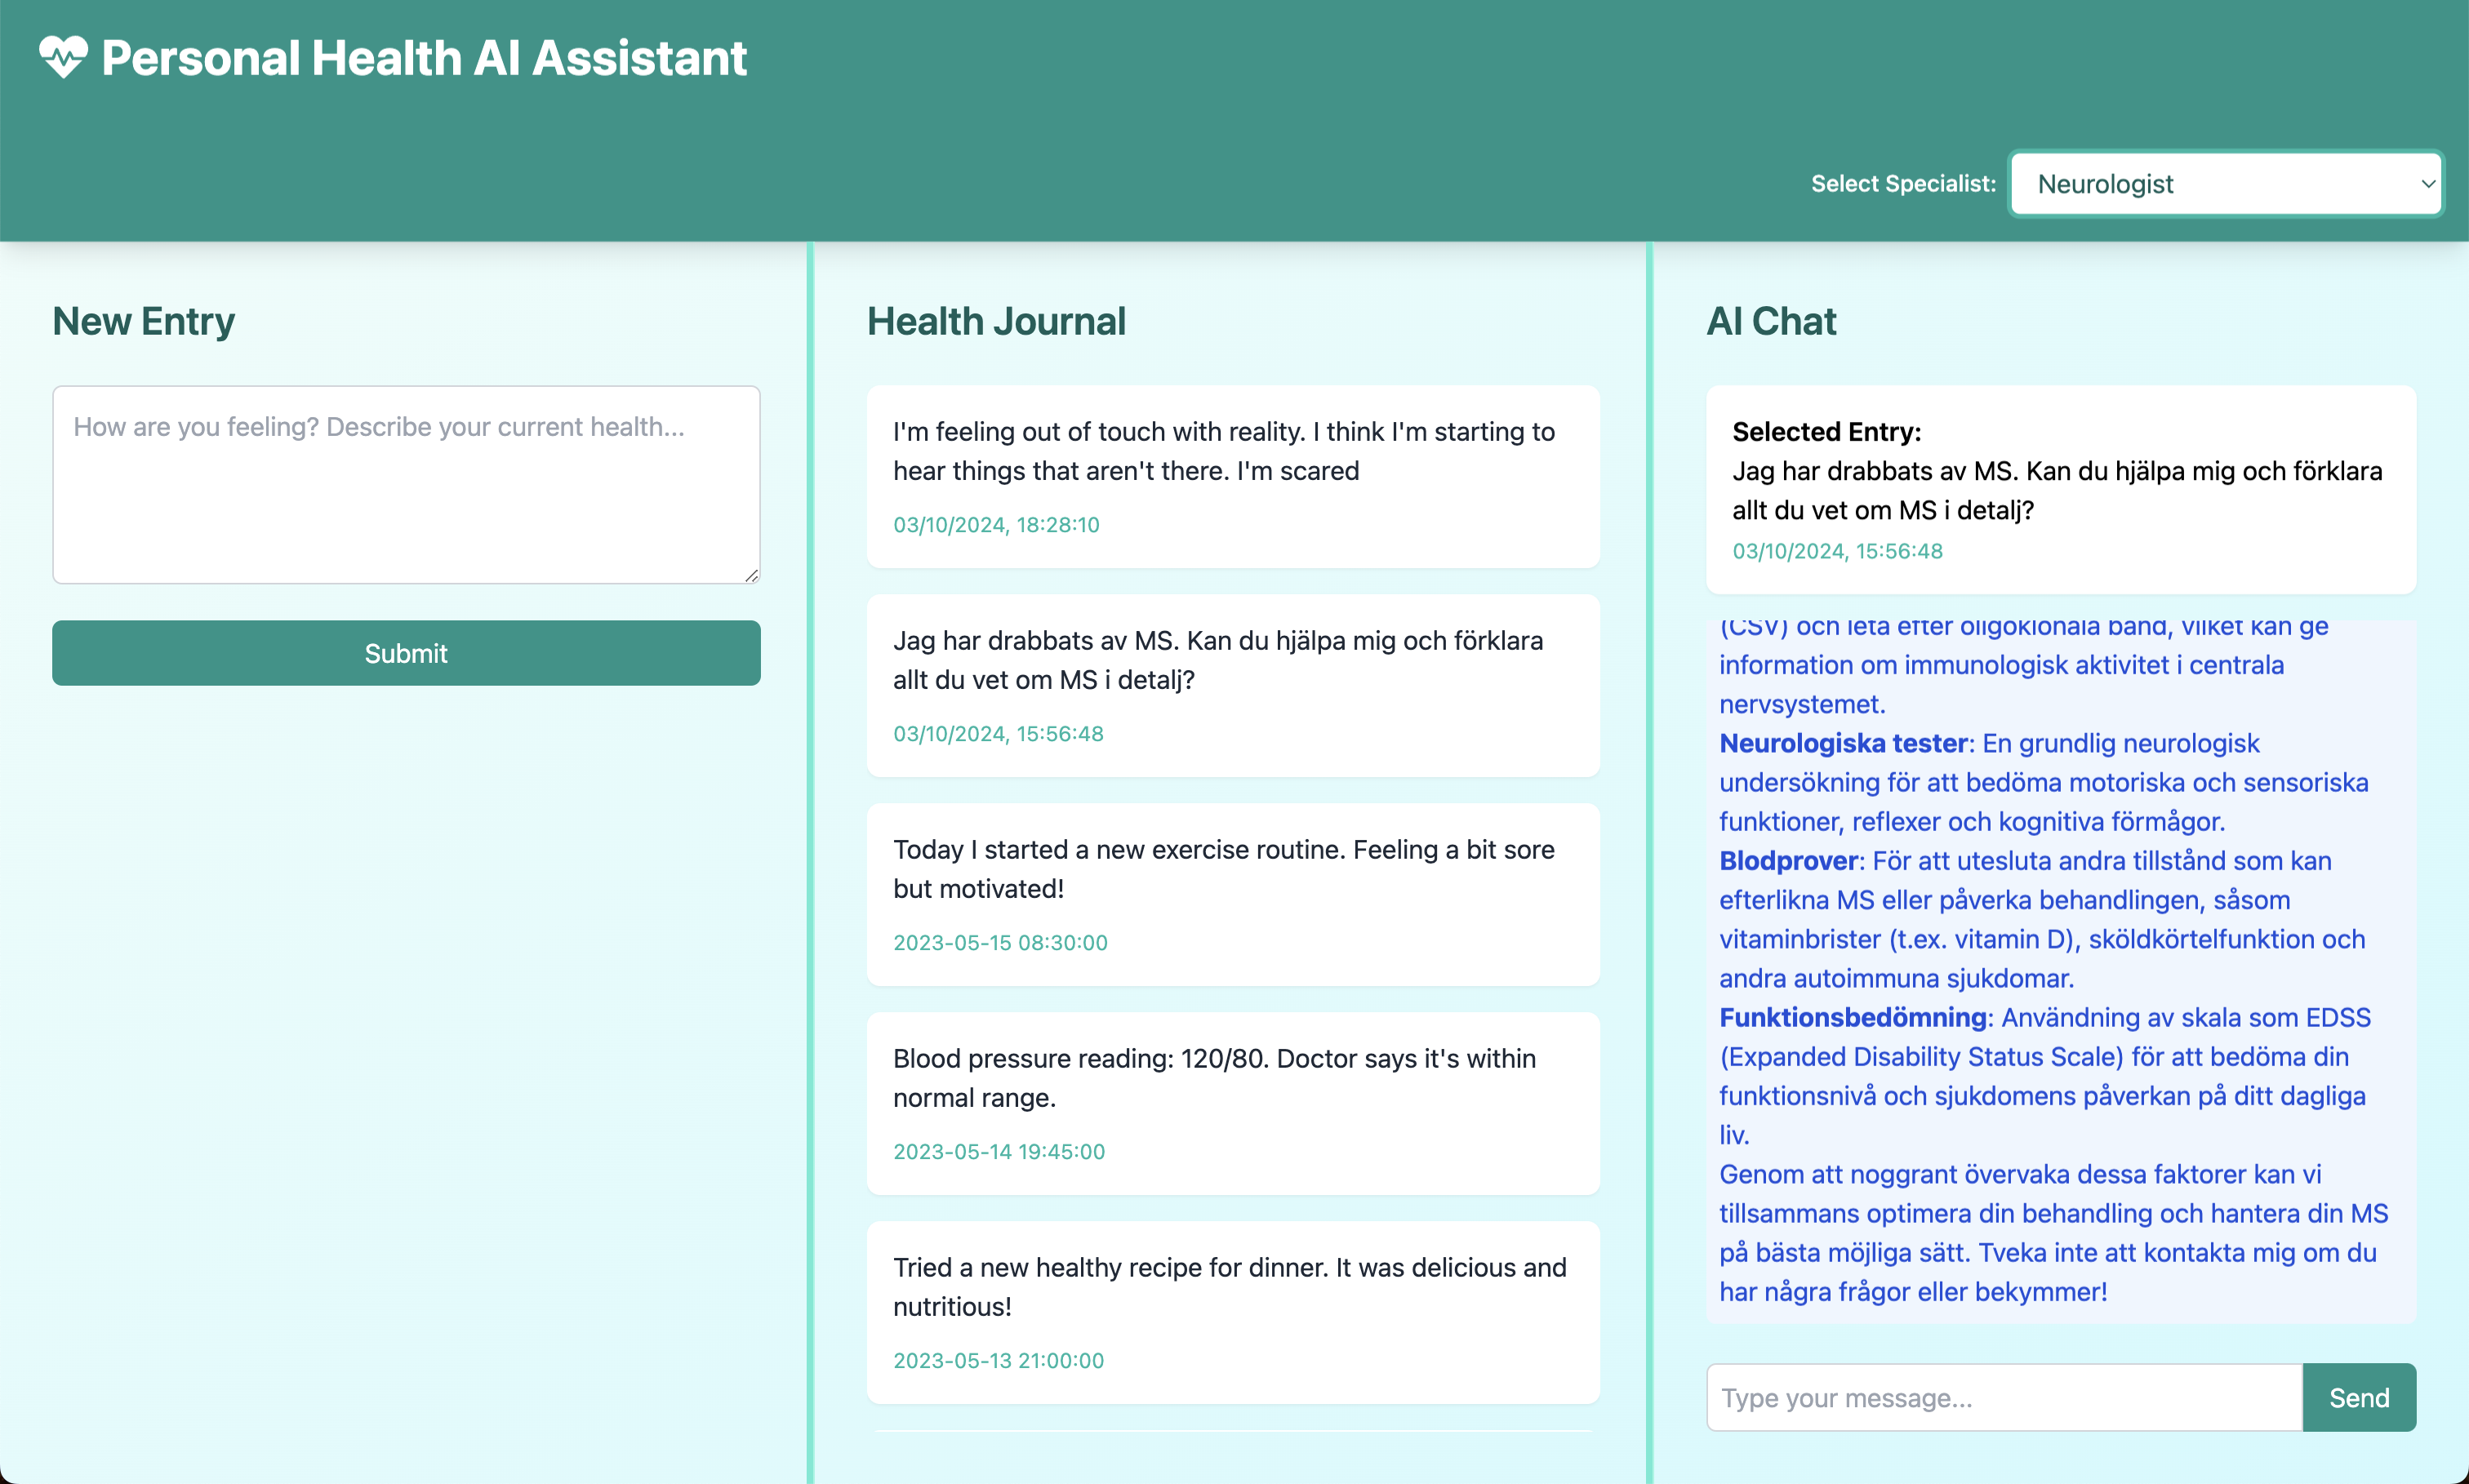 Personal Health AI Assistant
Select Specialist:
Neurologist
New Entry
How are you feeling? Describe your current health...
Submit
Health Journal
I'm feeling out of touch with reality. I think I'm starting to
hear things that aren't there. I'm scared
03/10/2024, 18:28:10
Jag har drabbats av MS. Kan du hjälpa mig och förklara
allt du vet om MS i detalj?
03/10/2024, 15:56:48
Today I started a new exercise routine. Feeling a bit sore
but motivated!
2023-05-15 08:30:00
Blood pressure reading: 120/80. Doctor says it's within
normal range.
2023-05-14 19:45:00
Tried a new healthy recipe for dinner. It was delicious and
nutritious!
2023-05-13 21:00:00
AI Chat
Selected Entry:
Jag har drabbats av MS. Kan du hjälpa mig och förklara
allt du vet om MS i detalj?
03/10/2024, 15:56:48
(CSV) och leta efter oligoklonala band, vilket kan ge
information om immunologisk aktivitet i centrala
nervsystemet.
Neurologiska tester: En grundlig neurologisk
undersökning för att bedöma motoriska och sensoriska
funktioner, reflexer och kognitiva förmågor.
Blodprover: För att utesluta andra tillstånd som kan
efterlikna MS eller påverka behandlingen, såsom
vitaminbrister (t.ex. vitamin D), sköldkörtelfunktion och
andra autoimmuna sjukdomar.
Funktionsbedömning: Användning av skala som EDSS
(Expanded Disability Status Scale) för att bedöma din
funktionsnivå och sjukdomens påverkan på ditt dagliga
liv.
Genom att noggrant övervaka dessa faktorer kan vi
tillsammans optimera din behandling och hantera din MS
på bästa möjliga sätt. Tveka inte att kontakta mig om du
har några frågor eller bekymmer!
Type your message...
Send